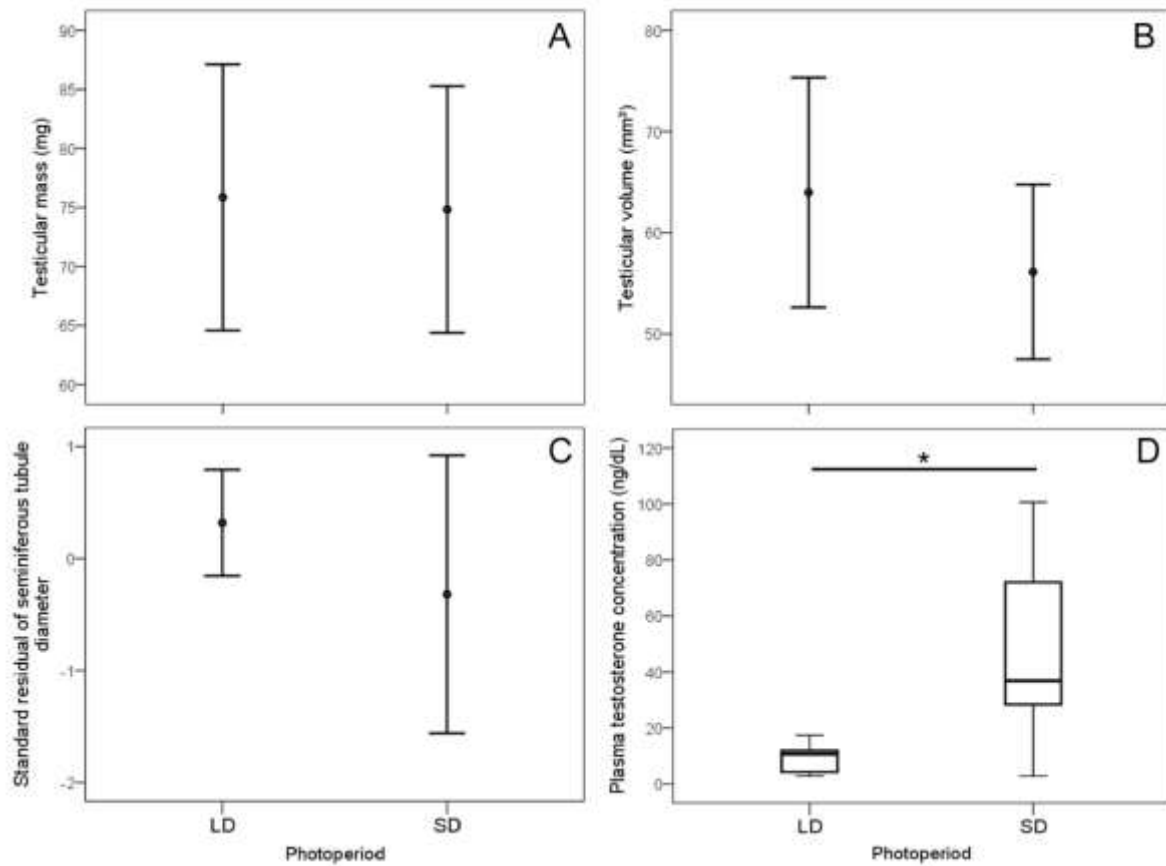 A
Testicular mass (mg)
90
85
80
75
70
65
60
B
Testicular volume (mm³)
80
70
60
50
C
Standard residual of seminiferous tubule
diameter
1
0
-1
-2
LD
SD
Photoperiod
D
*
Plasma testosterone concentration (ng/dL)
120
100
80
60
40
20
0
LD
SD
Photoperiod